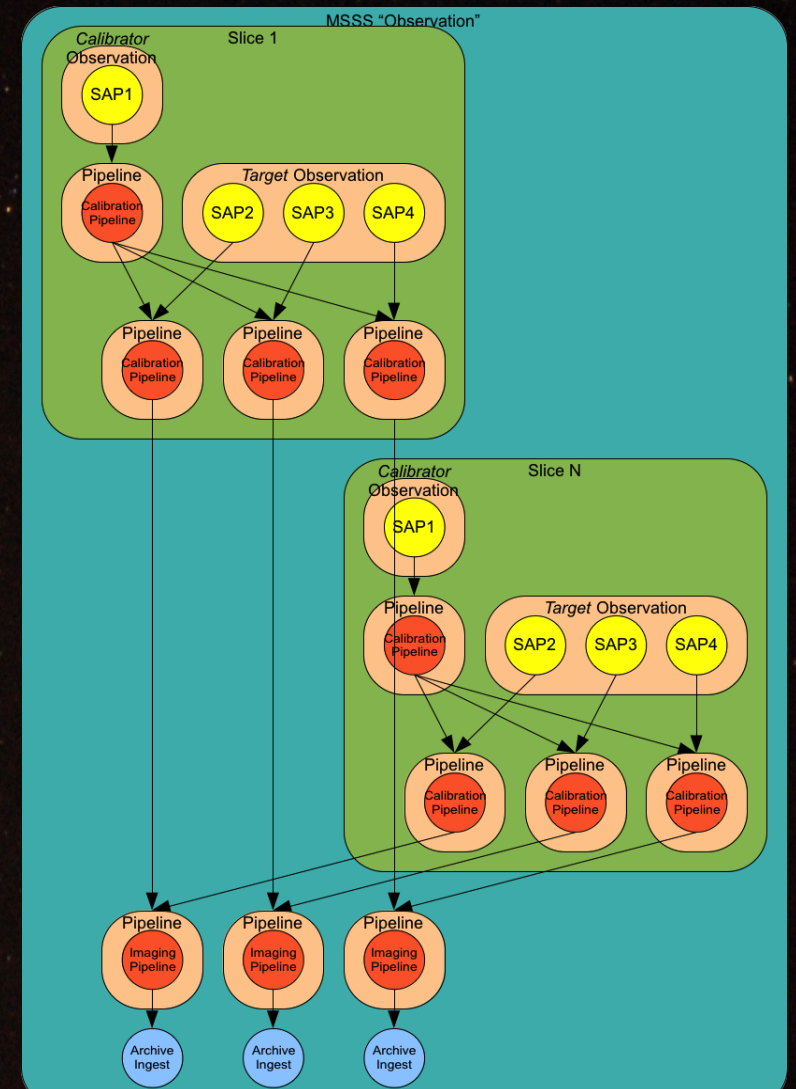 MSSS “Observation”
Calibrator
Observation
Slice 1
SAP1
Pipeline
Calibration
Pipeline
Target Observation
SAP2
SAP3
SAP4
Pipeline
Calibration
Pipeline
Pipeline
Calibration
Pipeline
Pipeline
Calibration
Pipeline
Calibrator
Observation
Slice N
SAP1
Pipeline
Calibration
Pipeline
Target Observation
SAP2
SAP3
SAP4
Pipeline
Calibration
Pipeline
Pipeline
Calibration
Pipeline
Pipeline
Calibration
Pipeline
Pipeline
Imaging
Pipeline
Pipeline
Imaging
Pipeline
Pipeline
Imaging
Pipeline
Archive
Ingest
Archive
Ingest
Archive
Ingest